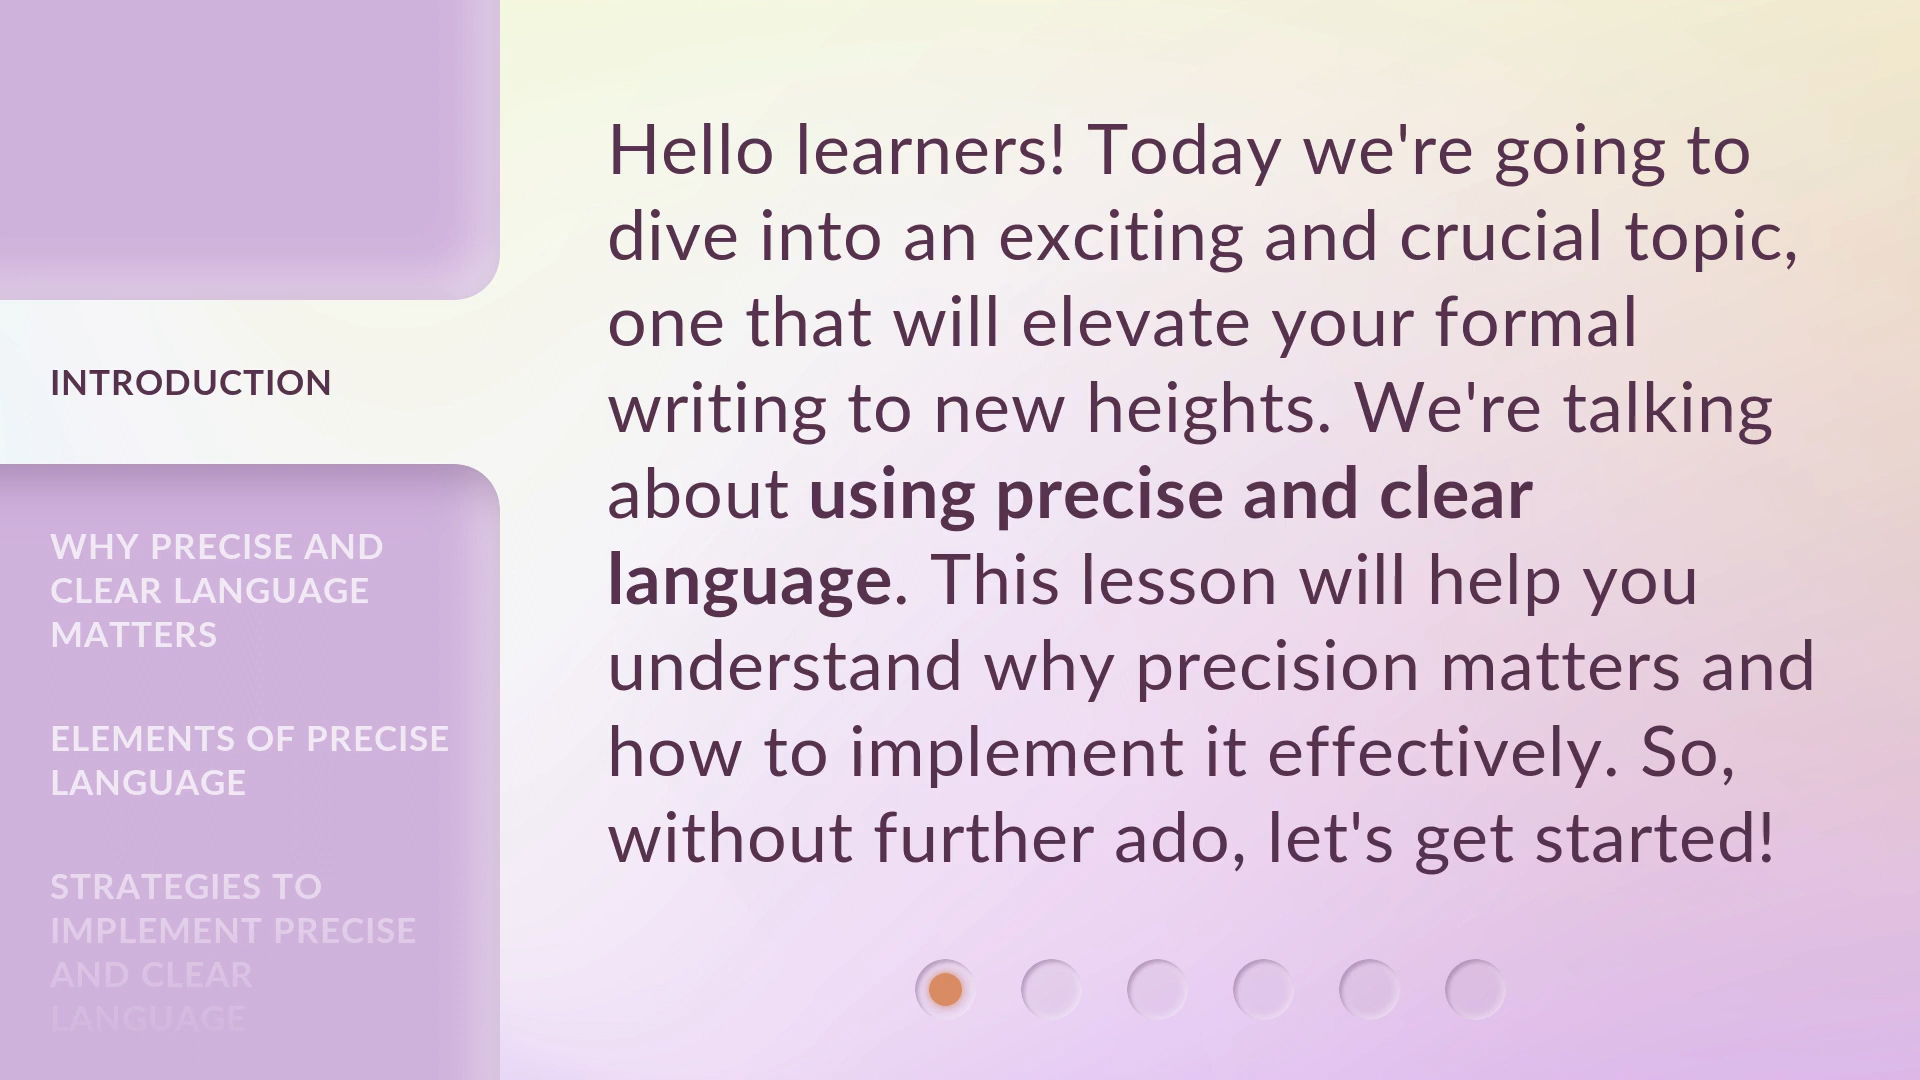 INTRODUCTION
WHY PRECISE AND
CLEAR LANGUAGE
MATTERS
ELEMENTS OF PRECISE
LANGUAGE
STRATEGIES TO
IMPLEMENT PRECISE
AND CLEAR
LANGUAGE
Hello learners! Today we're going to
dive into an exciting and crucial topic,
one that will elevate your formal
writing to new heights. We're talking
about using precise and clear
language. This lesson will help you
understand why precision matters and
how to implement it effectively. So,
without further ado, let's get started!